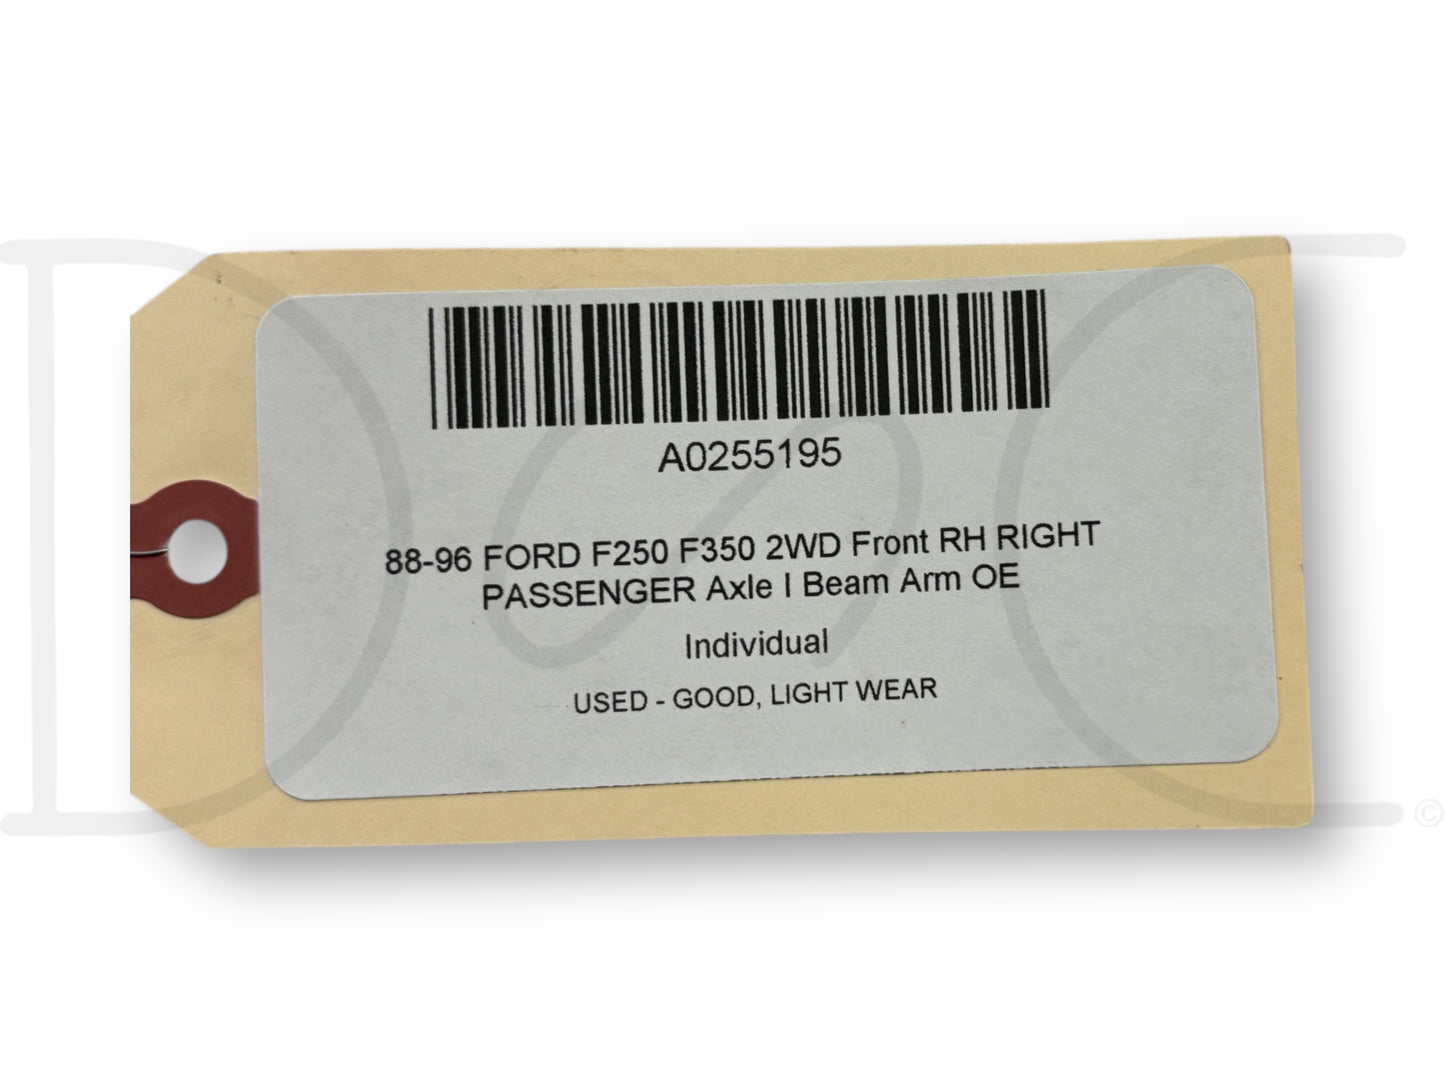 A0255195
88-96 FORD F250 F350 2WD Front RH RIGHT
PASSENGER Axle I Beam Arm OE
Individual
USED - GOOD, LIGHT WEAR
©